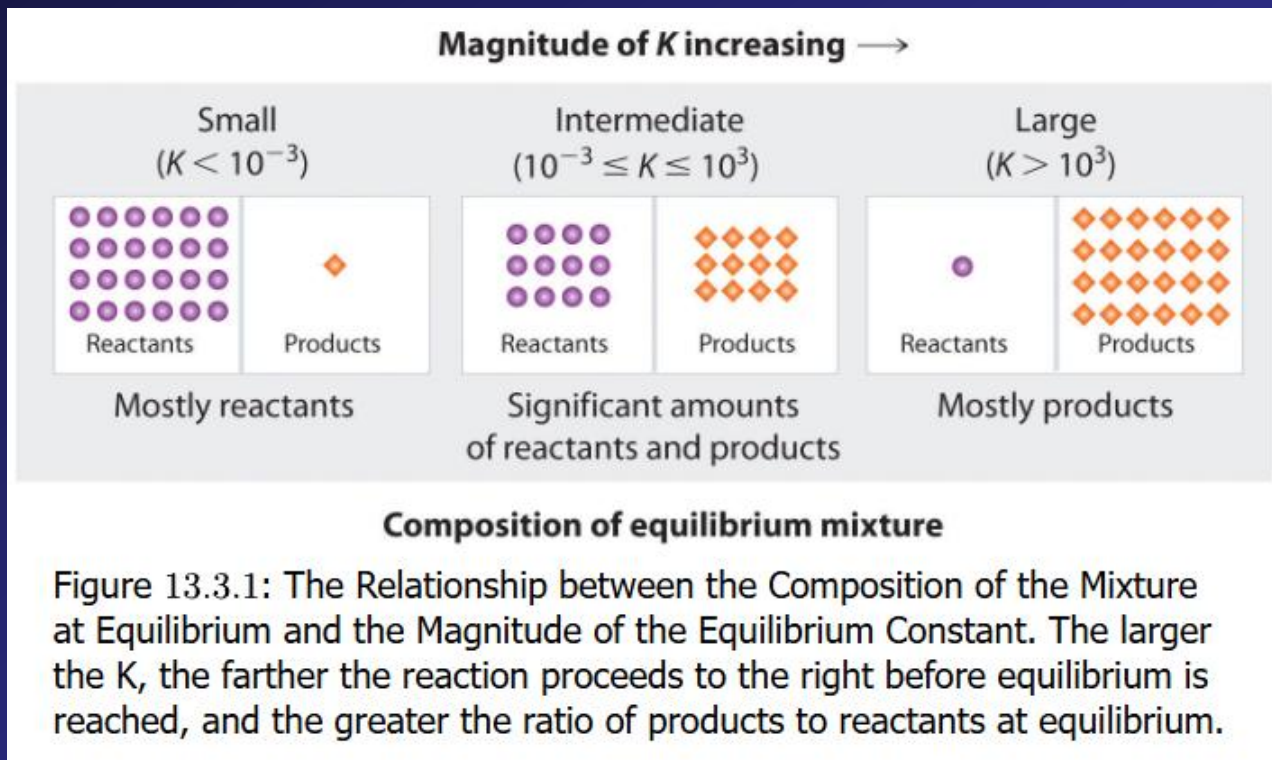 Magnitude of K increasing →
Small Intermediate Large
(K < 10⁻³) (10⁻³ ≤ K ≤ 10³) (K > 10³)
Reactants Products Reactants Products Reactants Products
Mostly reactants Significant amounts Mostly products
of reactants and products
Composition of equilibrium mixture
Figure 13.3.1: The Relationship between the Composition of the Mixture
at Equilibrium and the Magnitude of the Equilibrium Constant. The larger
the K, the farther the reaction proceeds to the right before equilibrium is
reached, and the greater the ratio of products to reactants at equilibrium.